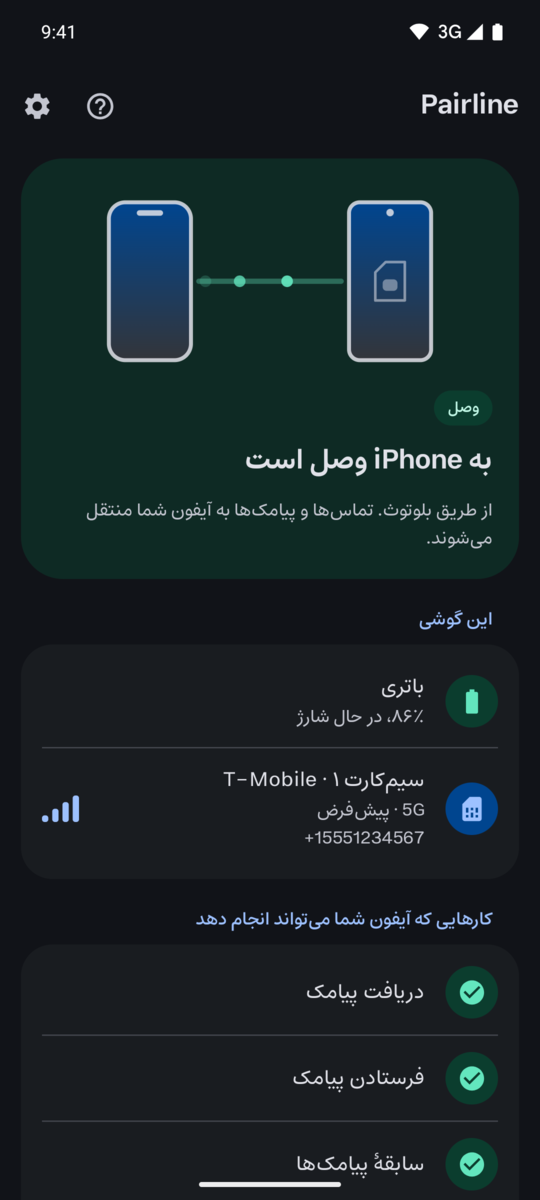 9:41
3G
Pairline
وصل
به iPhone وصل است
از طریق بلوتوث. تماس‌ها و پیامک‌ها به آیفون شما منتقل
می‌شوند.
این گوشی
باتری
۸۶٪، در حال شارژ
سیم‌کارت ۱ · T-Mobile
5G · پیش‌فرض
+15551234567
کارهایی که آیفون شما می‌تواند انجام دهد
دریافت پیامک
فرستادن پیامک
سابقهٔ پیامک‌ها